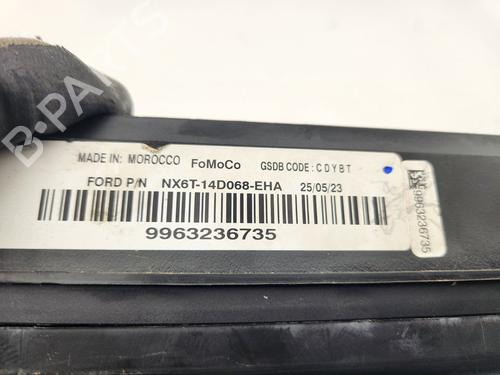 MADE IN: MOROCCO FoMoCo GSDB CODE: CDYBT
FORD P/N NX6T-14D068-EHA 25/05/23
9963236735
9963236735
B-PARTS